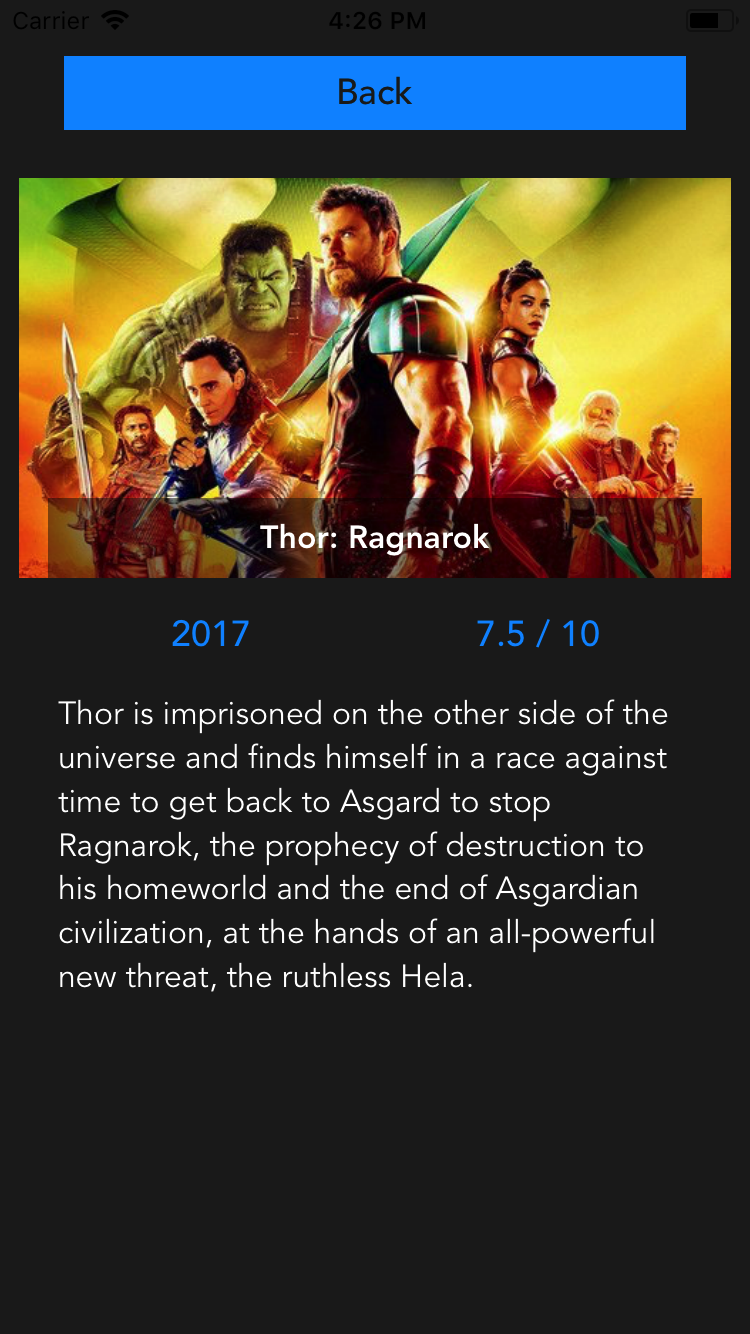 Carrier 4:26 PM
Back
Thor: Ragnarok
2017 7.5 / 10
Thor is imprisoned on the other side of the
universe and finds himself in a race against
time to get back to Asgard to stop
Ragnarok, the prophecy of destruction to
his homeworld and the end of Asgardian
civilization, at the hands of an all-powerful
new threat, the ruthless Hela.